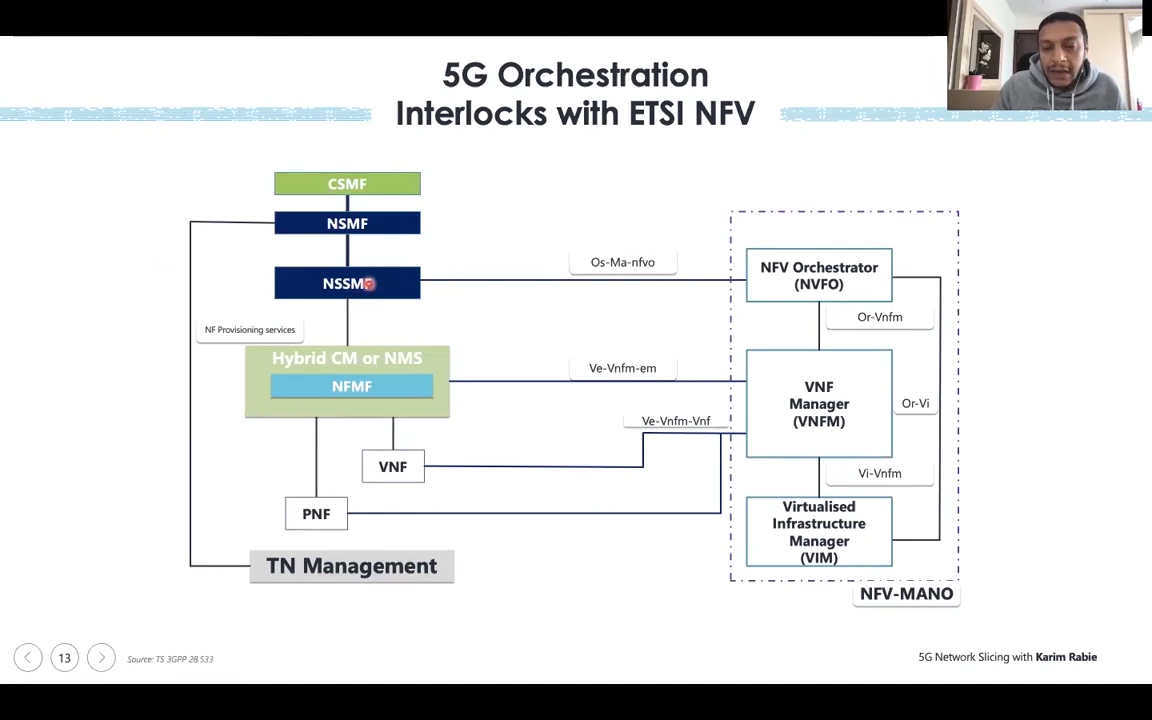 5G Orchestration
Interlocks with ETSI NFV
CSMF
NSMF
NSSMF
NF Provisioning services
Hybrid CM or NMS
NFMF
VNF
PNF
TN Management
Os-Ma-nfvo
Ve-Vnfm-em
Ve-Vnfm-Vnf
NFV Orchestrator
(NVFO)
Or-Vnfm
VNF
Manager
(VNFM)
Or-Vi
Vi-Vnfm
Virtualised
Infrastructure
Manager
(VIM)
NFV-MANO
13
Source: TS 3GPP 28.533
5G Network Slicing with Karim Rabie